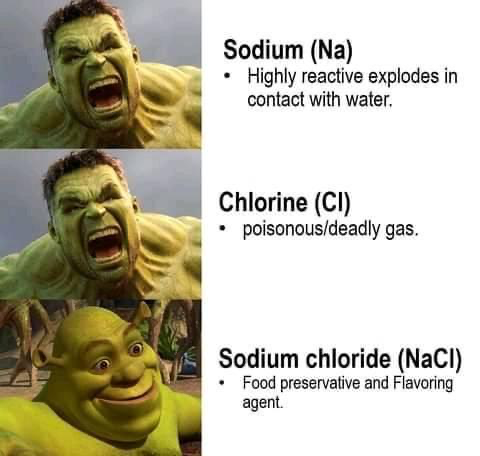 Sodium (Na)
• Highly reactive explodes in
contact with water.
Chlorine (Cl)
• poisonous/deadly gas.
Sodium chloride (NaCl)
• Food preservative and Flavoring
agent.